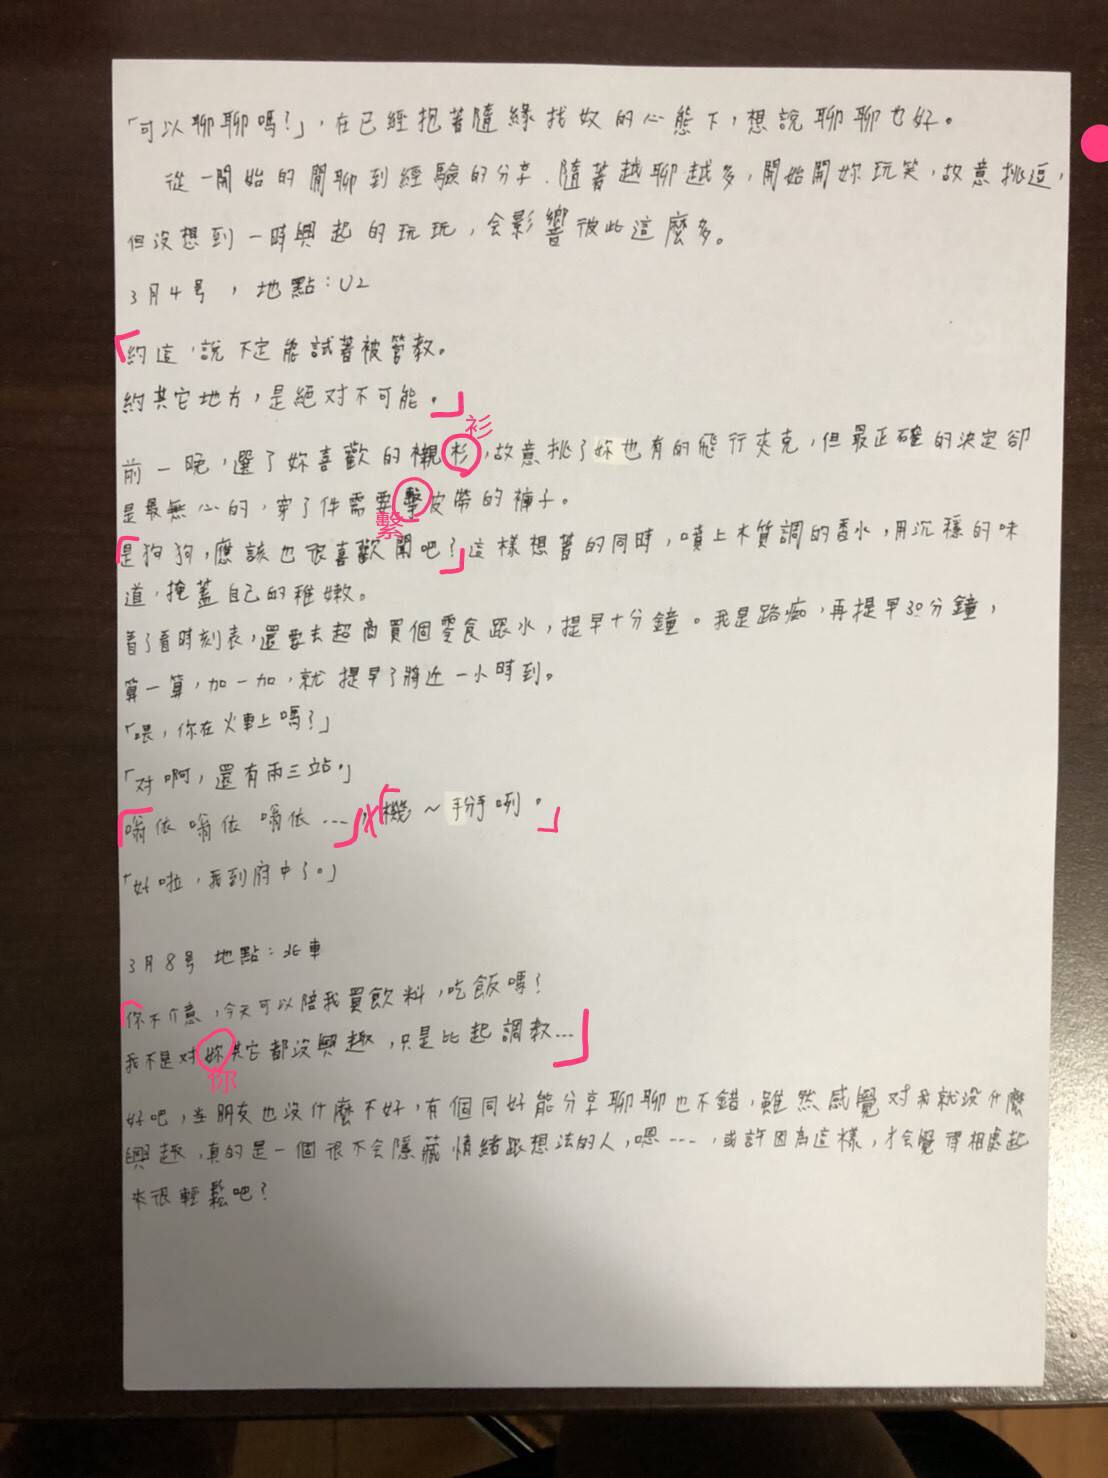 「可以聊聊嗎?」,在已經抱著隨緣找奴的心態下,想說聊聊也好。
從一開始的閒聊到經驗的分享.隨著越聊越多,開始開妳玩笑,故意挑逗,
但沒想到一時興起的玩玩,会影響彼此這麼多。
3月4号,地點:U2
「約這,說不定能試著被管教。
約其它地方,是絕对不可能。」
衫
前一晚,選了妳喜歡的襯杉,故意挑了妳也有的飛行夾克,但最正確的決定卻
是最無心的,穿了件需要擊皮帶的褲子。
繫
「是狗狗,應該也很喜歡聞吧?」這樣想著的同時,噴上木質調的香水,用沉穩的味
道,掩蓋自己的稚嫩。
看了看時刻表,還要去超商買個零食跟水,提早十分鐘。我是路痴,再提早30分鐘,
算一算,加一加,就提早了將近一小時到。
「喂,你在火車上嗎?」
「对啊,還有兩三站。」
「嗡依嗡依嗡依...」「機~掰咧。」
「好啦,我到府中了。」
3月8号 地點:北車
「你不介意,今天可以陪我買飲料,吃飯嗎?
我不是对妳其它都沒興趣,只是比起調教...」
你
好吧,当朋友也沒什麼不好,有個同好能分享聊聊也不錯,雖然感覺对我就沒什麼
興趣,真的是一個很不会隱藏情緒跟想法的人,嗯...,或許因為這樣,才会覺得相處起
來很輕鬆吧?